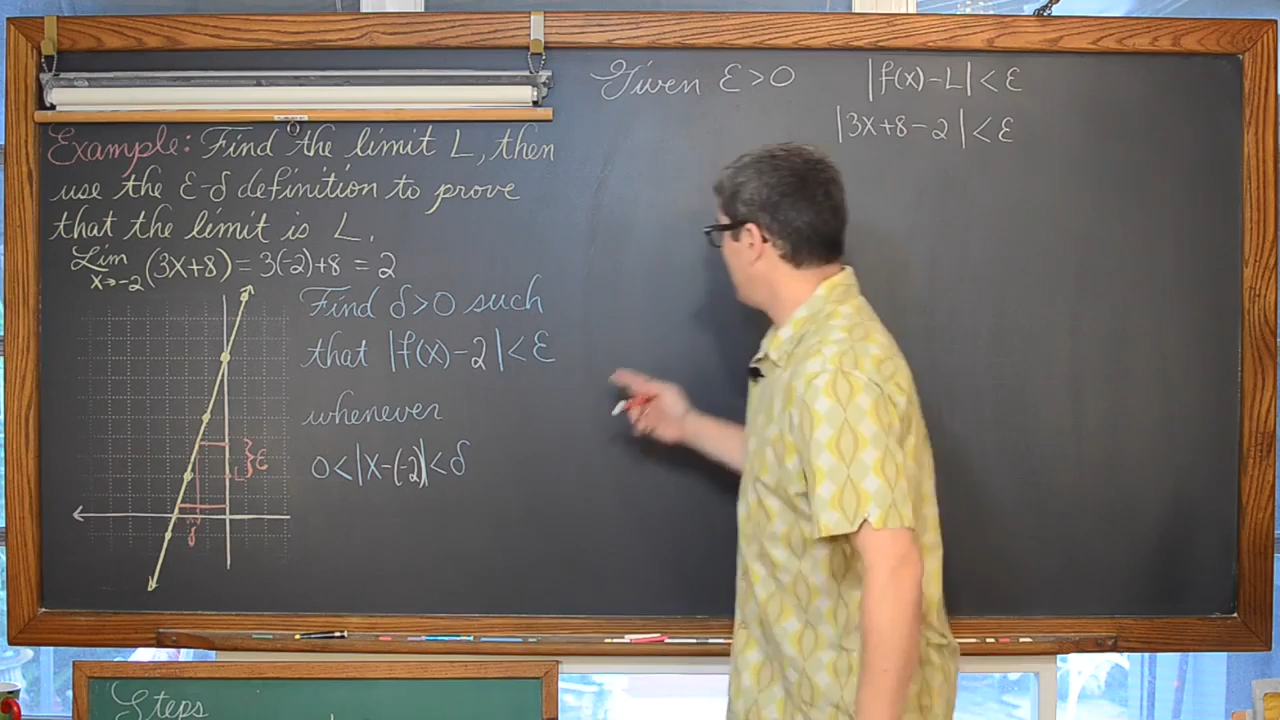 Example: Find the limit L, then
use the ε-δ definition to prove
that the limit is L.
Lim (3x+8) = 3(-2)+8 = 2
x→-2
Find δ>0 such
that |f(x)-2|<ε
whenever
0<|x-(-2)|<δ
L
}ε
δ
Given ε>0
|f(x)-L|<ε
|3x+8-2|<ε
Steps